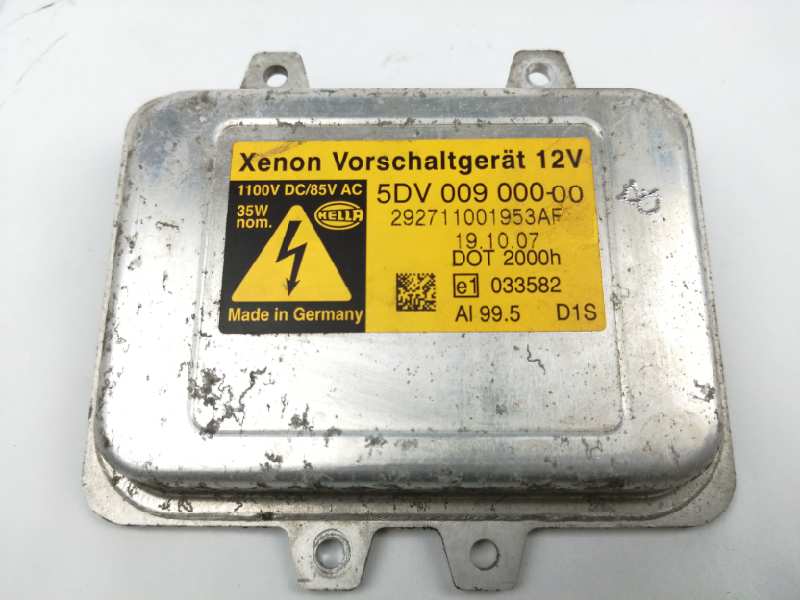 Xenon Vorschaltgerät 12V
1100V DC/85V AC
35W
nom.
HELLA
Made in Germany
5DV 009 000-00
292711001953AF
19.10.07
DOT 2000h
e1 033582
Al 99.5 D1S